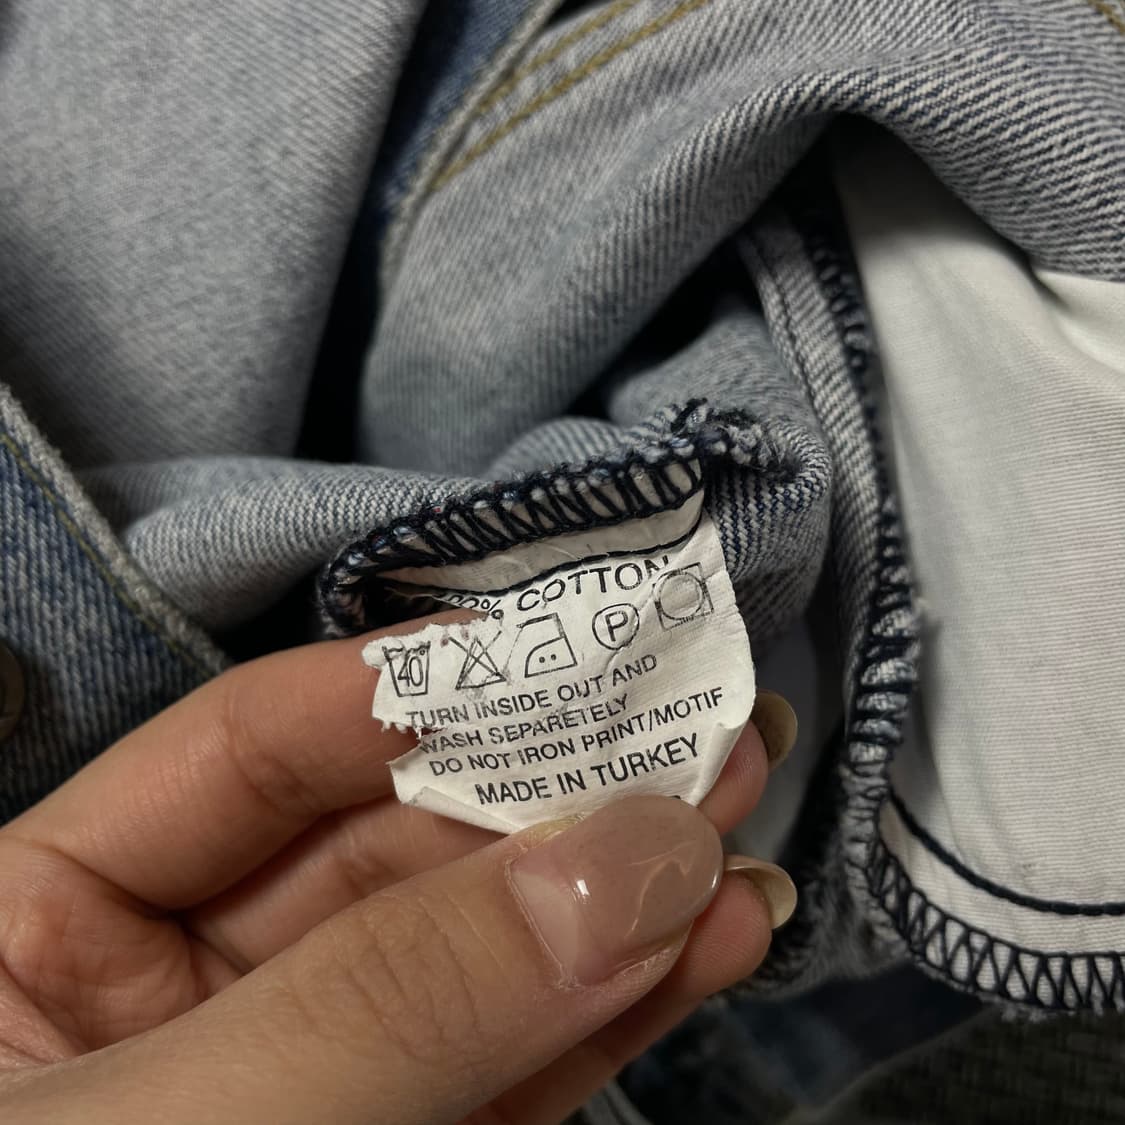 % COTTON
40 P
TURN INSIDE OUT AND
WASH SEPARETELY
DO NOT IRON PRINT/MOTIF
MADE IN TURKEY